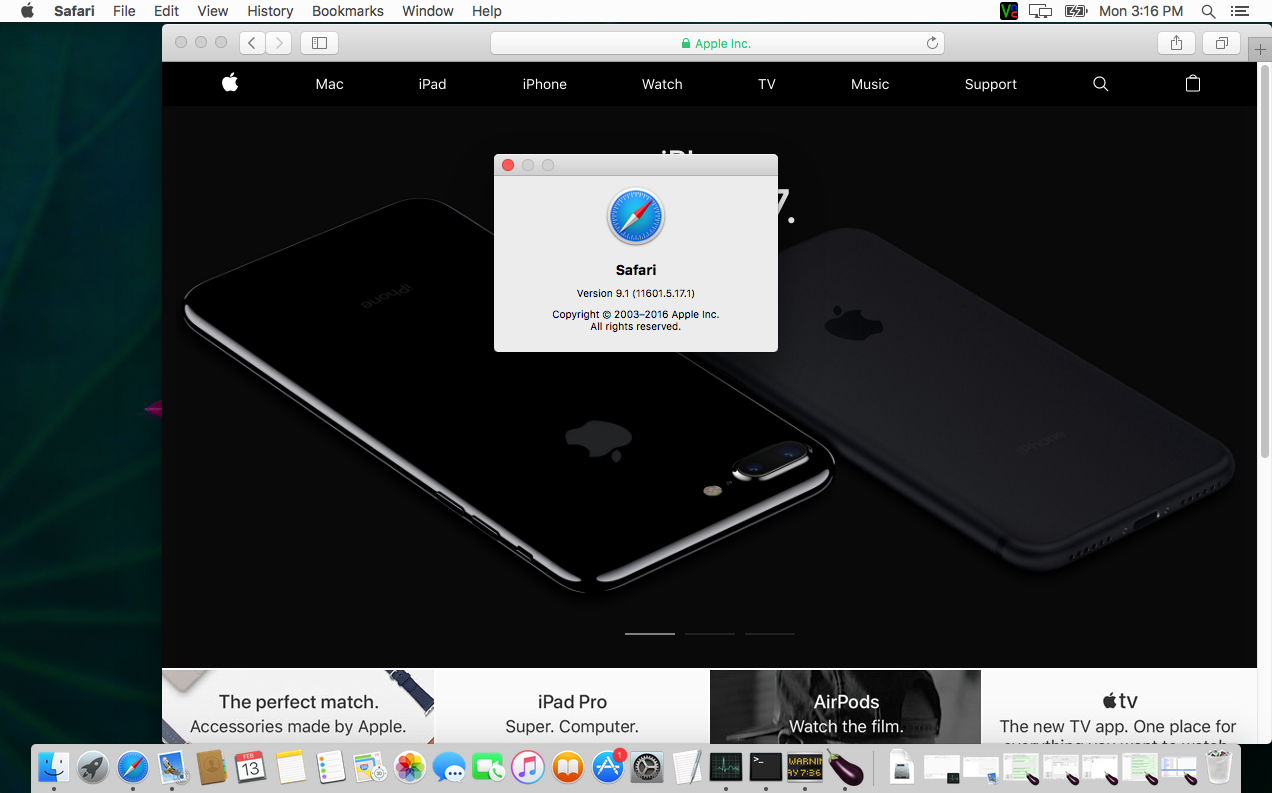 Safari File Edit View History Bookmarks Window Help Mon 3:16 PM
Apple Inc.
Mac iPad iPhone Watch TV Music Support
7.
Safari
Version 9.1 (11601.5.17.1)
Copyright © 2003–2016 Apple Inc.
All rights reserved.
iPhone
iPhone
The perfect match.
Accessories made by Apple.
iPad Pro
Super. Computer.
AirPods
Watch the film.
tv
The new TV app. One place for
FEB
13
1
WARNIN
AY 7:36